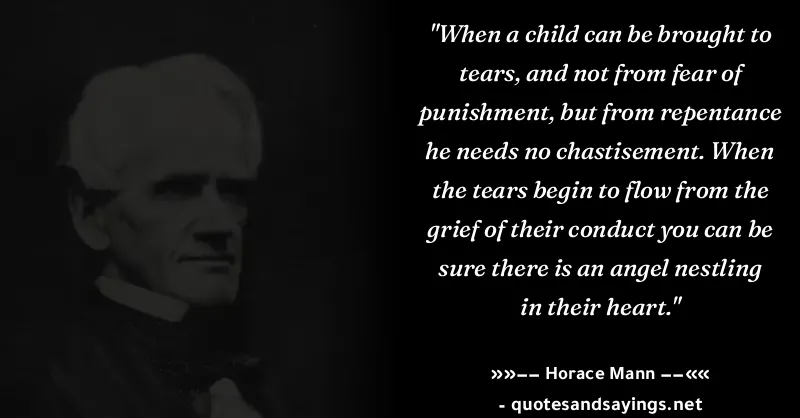 "When a child can be brought to
tears, and not from fear of
punishment, but from repentance
he needs no chastisement. When
the tears begin to flow from the
grief of their conduct you can be
sure there is an angel nestling
in their heart."
»»—— Horace Mann ——««
- quotesandsayings.net